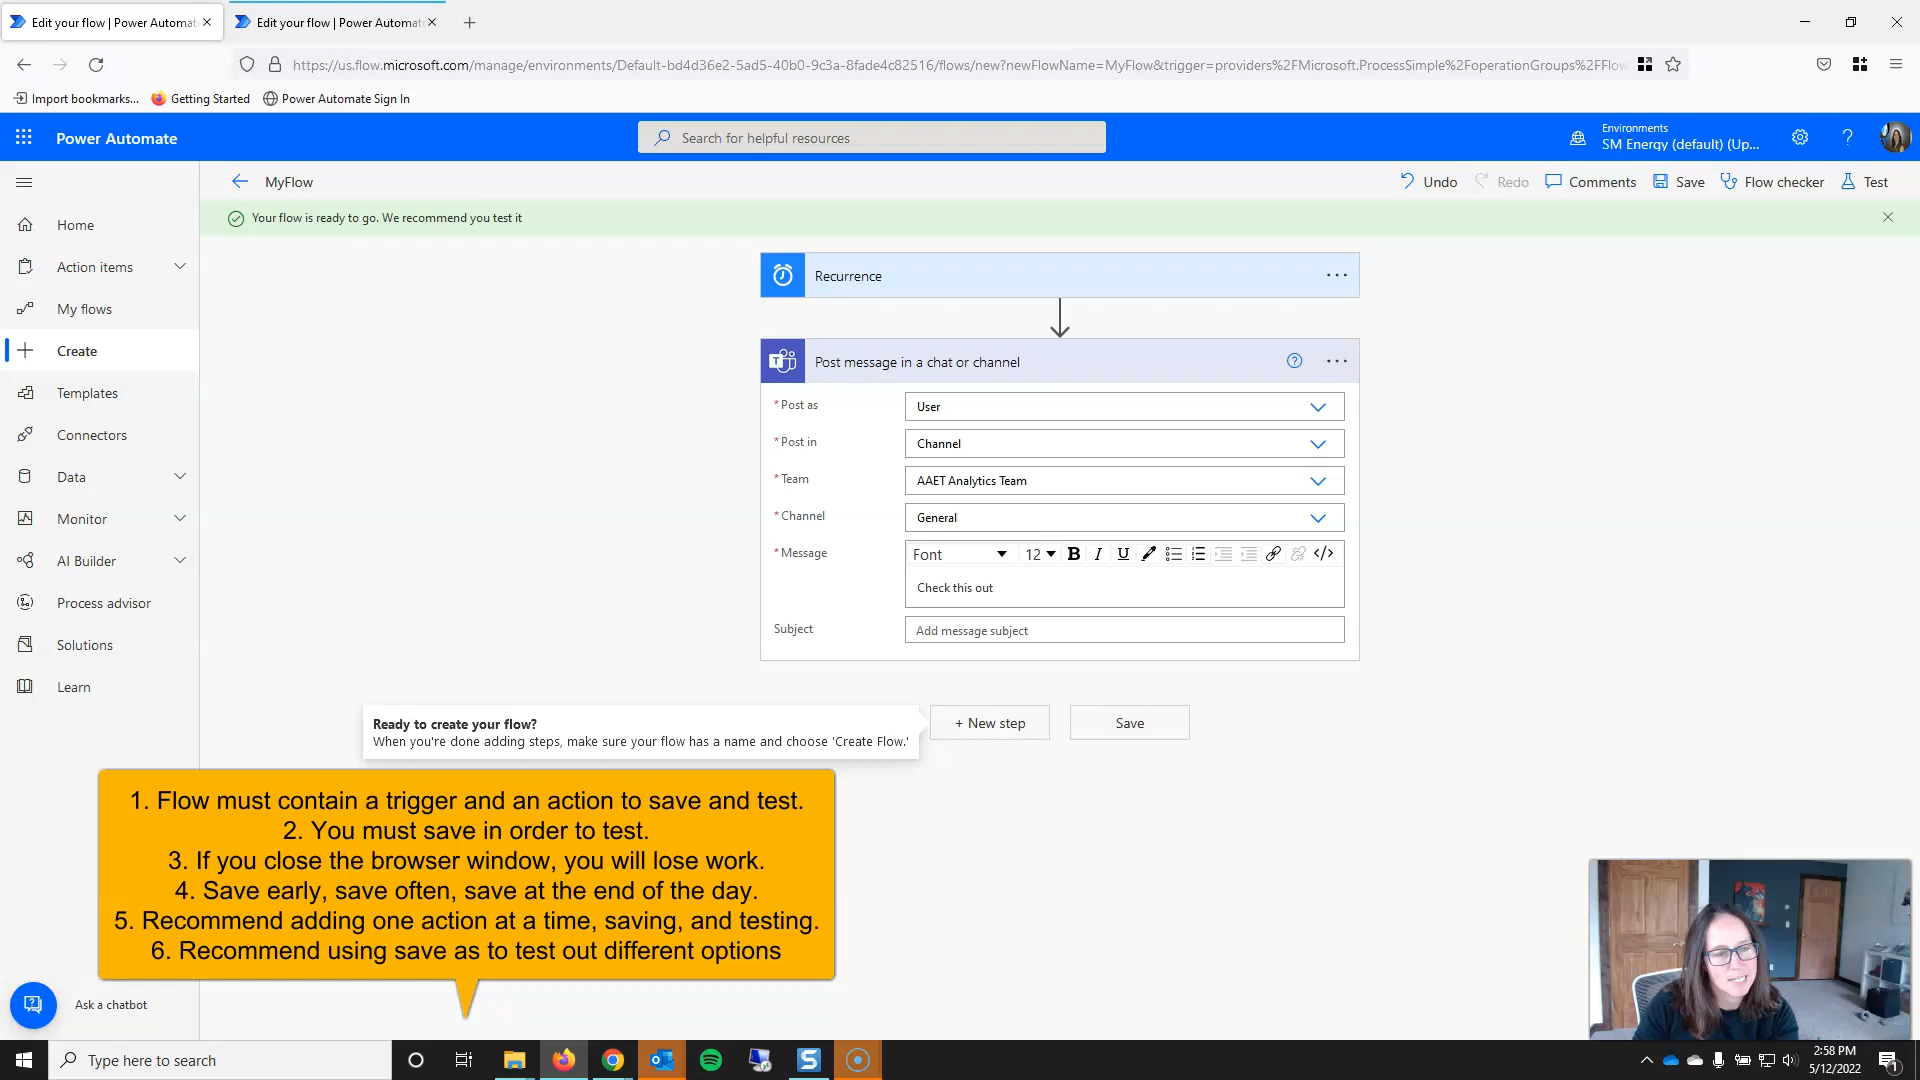 Edit your flow | Power Automat
Edit your flow | Power Automat
https://us.flow.microsoft.com/manage/environments/Default-bd4d36e2-5ad5-40b0-9c3a-8fade4c82516/flows/new?newFlowName=MyFlow&trigger=providers%2FMicrosoft.ProcessSimple%2FoperationGroups%2FFlow
Import bookmarks...
Getting Started
Power Automate Sign In
Power Automate
Search for helpful resources
Environments
SM Energy (default) (Up...
MyFlow
Undo
Redo
Comments
Save
Flow checker
Test
Your flow is ready to go. We recommend you test it
Home
Action items
My flows
Create
Templates
Connectors
Data
Monitor
AI Builder
Process advisor
Solutions
Learn
Recurrence
Post message in a chat or channel
* Post as
User
* Post in
Channel
* Team
AAET Analytics Team
* Channel
General
* Message
Font
12
B I U
</>
Check this out
Subject
Add message subject
Ready to create your flow?
When you're done adding steps, make sure your flow has a name and choose 'Create Flow.'
+ New step
Save
1. Flow must contain a trigger and an action to save and test.
2. You must save in order to test.
3. If you close the browser window, you will lose work.
4. Save early, save often, save at the end of the day.
5. Recommend adding one action at a time, saving, and testing.
6. Recommend using save as to test out different options
Ask a chatbot
Type here to search
2:58 PM
5/12/2022
1